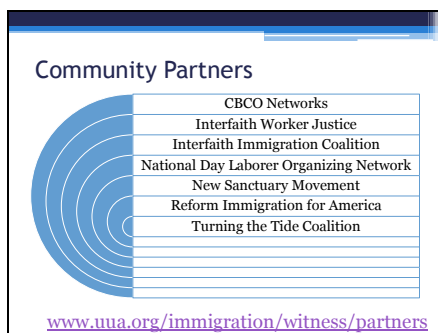 Community Partners
CBCO Networks
Interfaith Worker Justice
Interfaith Immigration Coalition
National Day Laborer Organizing Network
New Sanctuary Movement
Reform Immigration for America
Turning the Tide Coalition
www.uua.org/immigration/witness/partners